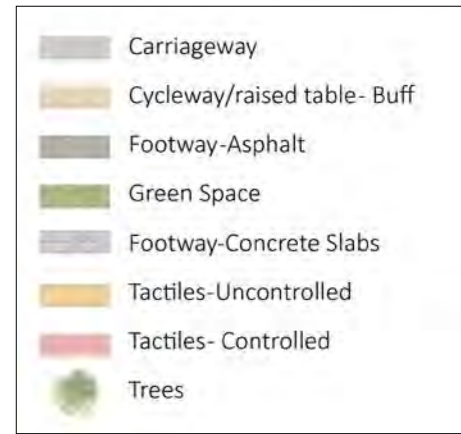 Carriageway
Cycleway/raised table- Buff
Footway-Asphalt
Green Space
Footway-Concrete Slabs
Tactiles-Uncontrolled
Tactiles- Controlled
Trees